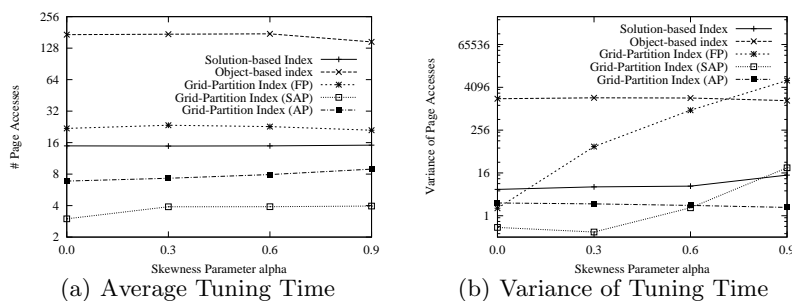 256
128
64
32
16
8
4
2
# Page Accesses
Solution-based Index
Object-based index
Grid-Partition Index (FP)
Grid-Partition Index (SAP)
Grid-Partition Index (AP)
0.0 0.3 0.6 0.9
Skewness Parameter alpha
(a) Average Tuning Time
65536
4096
256
16
1
Variance of Page Accesses
Solution-based Index
Object-based index
Grid-Partition Index (FP)
Grid-Partition Index (SAP)
Grid-Partition Index (AP)
0.0 0.3 0.6 0.9
Skewness Parameter alpha
(b) Variance of Tuning Time